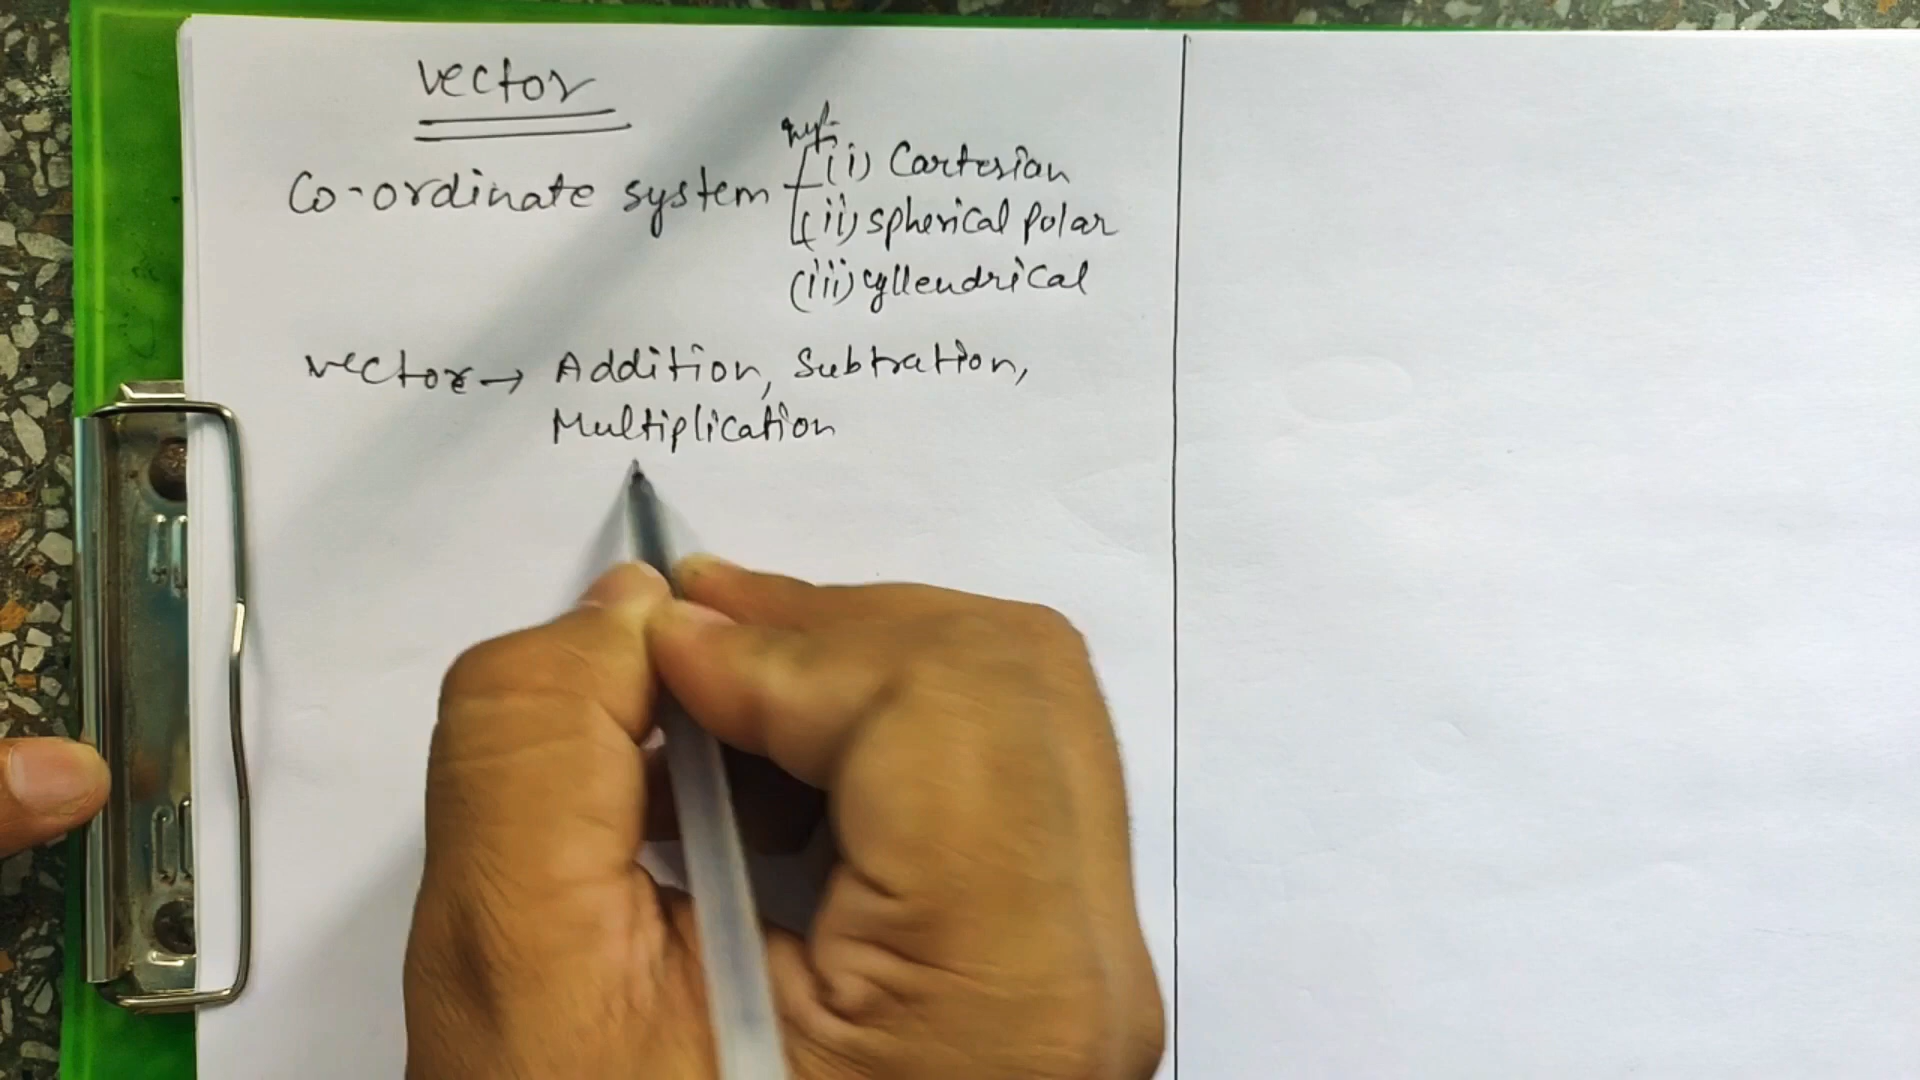 vector
Co-ordinate system
(i) Cartesian
(ii) spherical polar
(iii) cyllendrical
vector → Addition, Subtration,
Multiplication